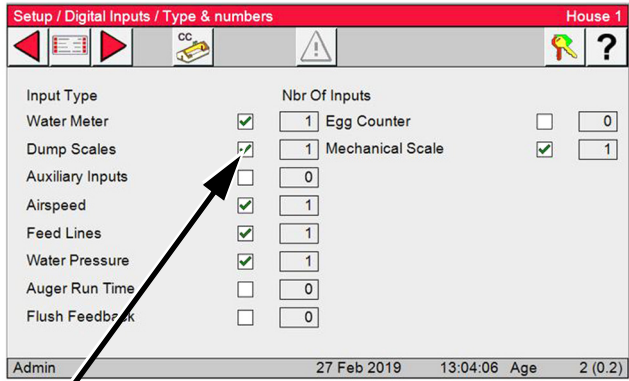 Setup / Digital Inputs / Type & numbers House 1
CC
?
Input Type Nbr Of Inputs
Water Meter 1 Egg Counter 0
Dump Scales 1 Mechanical Scale 1
Auxiliary Inputs 0
Airspeed 1
Feed Lines 1
Water Pressure 1
Auger Run Time 0
Flush Feedback 0
Admin 27 Feb 2019 13:04:06 Age 2 (0.2)